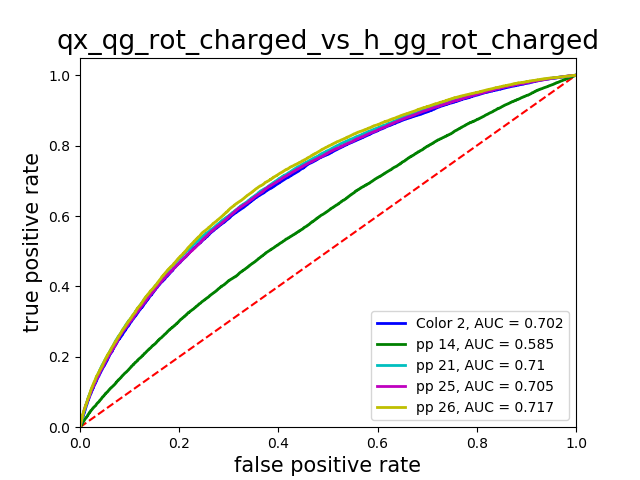 qx_qg_rot_charged_vs_h_gg_rot_charged
1.0
0.8
0.6
0.4
0.2
0.0
true positive rate
Color 2, AUC = 0.702
pp 14, AUC = 0.585
pp 21, AUC = 0.71
pp 25, AUC = 0.705
pp 26, AUC = 0.717
0.0 0.2 0.4 0.6 0.8 1.0
false positive rate